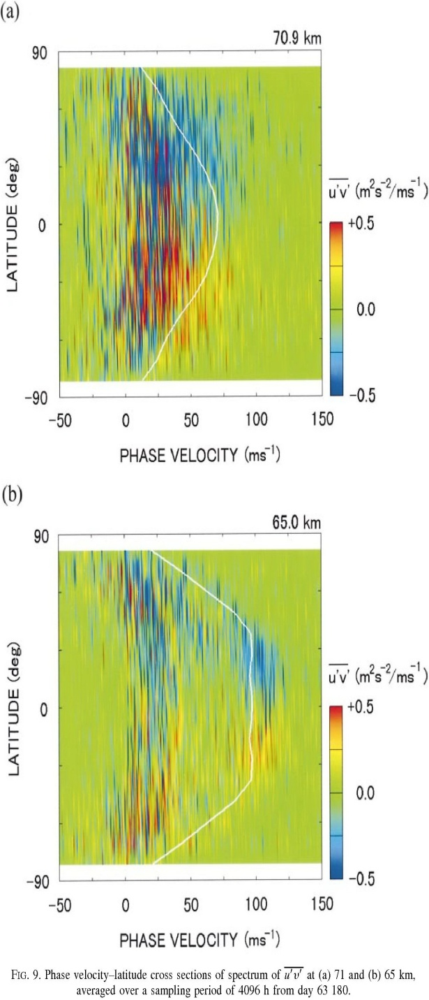 (a)
70.9 km
90
0
−90
LATITUDE (deg)
−50 0 50 100 150
PHASE VELOCITY (ms⁻¹)
u'v' (m²s⁻²/ms⁻¹)
+0.5
0.0
−0.5
(b)
65.0 km
90
0
−90
LATITUDE (deg)
−50 0 50 100 150
PHASE VELOCITY (ms⁻¹)
u'v' (m²s⁻²/ms⁻¹)
+0.5
0.0
−0.5
FIG. 9. Phase velocity–latitude cross sections of spectrum of u′v′ at (a) 71 and (b) 65 km,
averaged over a sampling period of 4096 h from day 63 180.